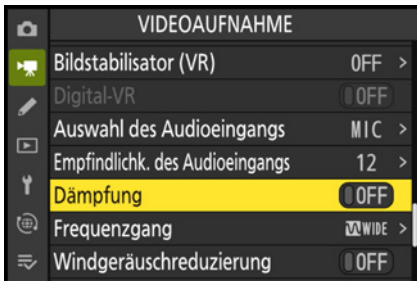 VIDEOAUFNAHME
Bildstabilisator (VR) OFF >
Digital-VR OFF
Auswahl des Audioeingangs MIC >
Empfindlichk. des Audioeingangs 12 >
Dämpfung OFF
Frequenzgang WIDE >
Windgeräuschreduzierung OFF